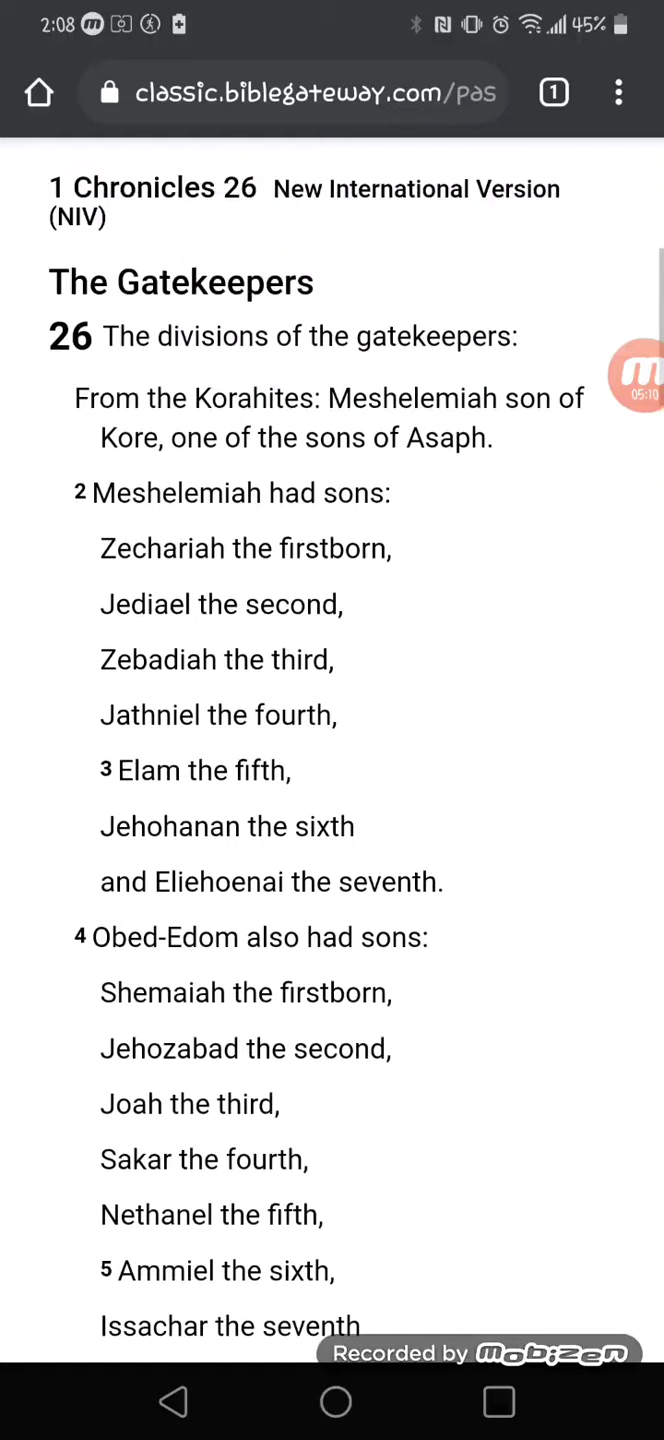 2:08 45%
classic.biblegateway.com/pas 1
1 Chronicles 26 New International Version
(NIV)
The Gatekeepers
26 The divisions of the gatekeepers:
From the Korahites: Meshelemiah son of
Kore, one of the sons of Asaph.
2 Meshelemiah had sons:
Zechariah the firstborn,
Jediael the second,
Zebadiah the third,
Jathniel the fourth,
3 Elam the fifth,
Jehohanan the sixth
and Eliehoenai the seventh.
4 Obed-Edom also had sons:
Shemaiah the firstborn,
Jehozabad the second,
Joah the third,
Sakar the fourth,
Nethanel the fifth,
5 Ammiel the sixth,
Issachar the seventh
m
05:10
Recorded by mobizen